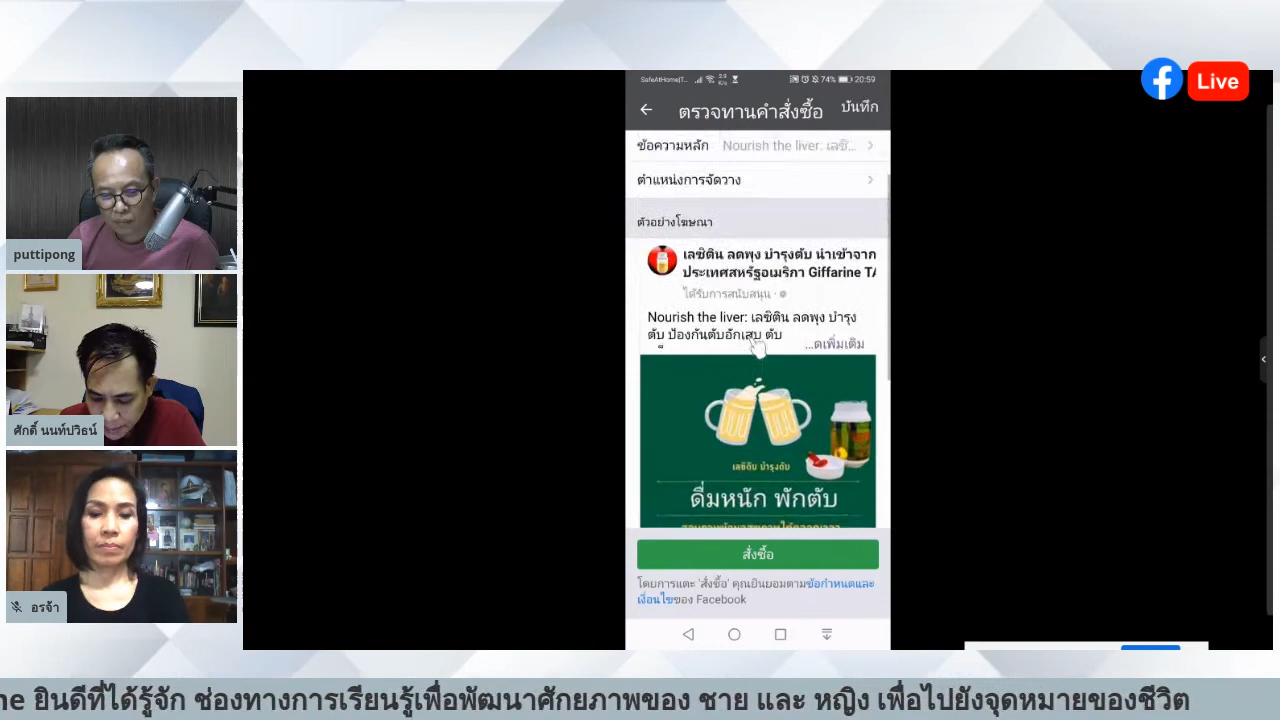 Live
SafeAtHome|T..
74%
20:59
ตรวจทานคำสั่งซื้อ
บันทึก
ข้อความหลัก
Nourish the liver: เลซิ...
ตำแหน่งการจัดวาง
ตัวอย่างโฆษณา
เลซิติน ลดพุง บำรุงตับ นำเข้าจาก
ประเทศสหรัฐอเมริกา Giffarine TA
ได้รับการสนับสนุน ·
Nourish the liver: เลซิติน ลดพุง บำรุง
ตับ ป้องกันตับอักเสบ ตับ
...ดูเพิ่มเติม
ดื่มหนัก พักตับ
สั่งซื้อ
โดยการแตะ 'สั่งซื้อ' คุณยินยอมตามข้อกำหนดและ
เงื่อนไขของ Facebook
puttipong
ศักดิ์ นนท์ปวิธน์
อรจ้า
ne ยินดีที่ได้รู้จัก ช่องทางการเรียนรู้เพื่อพัฒนาศักยภาพของ ชาย และ หญิง เพื่อไปยังจุดหมายของชีวิต